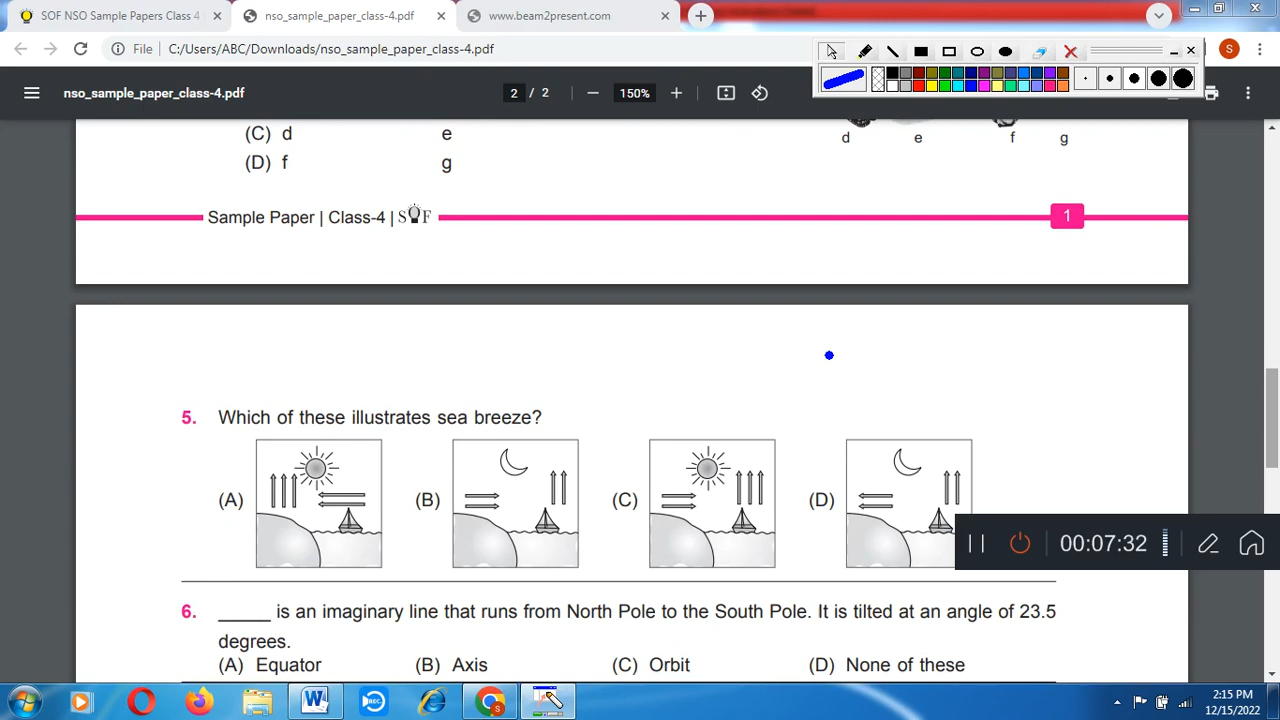 SOF NSO Sample Papers Class 4
nso_sample_paper_class-4.pdf
www.beam2present.com
File
C:/Users/ABC/Downloads/nso_sample_paper_class-4.pdf
S
nso_sample_paper_class-4.pdf
2 / 2
150%
(C) d e
d e f g
(D) f g
Sample Paper | Class-4 | SOF
1
5. Which of these illustrates sea breeze?
(A) (B) (C) (D)
00:07:32
6. _____ is an imaginary line that runs from North Pole to the South Pole. It is tilted at an angle of 23.5
degrees.
(A) Equator (B) Axis (C) Orbit (D) None of these
W
REC
S
2:15 PM
12/15/2022